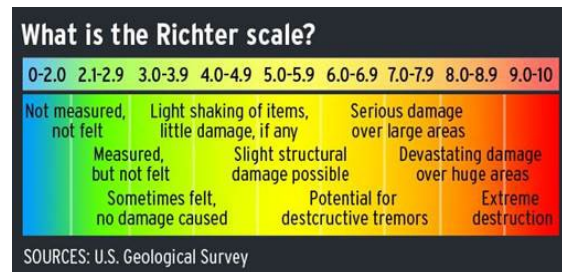 What is the Richter scale?
0-2.0 2.1-2.9 3.0-3.9 4.0-4.9 5.0-5.9 6.0-6.9 7.0-7.9 8.0-8.9 9.0-10
Not measured,
not felt
Measured,
but not felt
Sometimes felt,
no damage caused
Light shaking of items,
little damage, if any
Slight structural
damage possible
Potential for
destcructive tremors
Serious damage
over large areas
Devastating damage
over huge areas
Extreme
destruction
SOURCES: U.S. Geological Survey